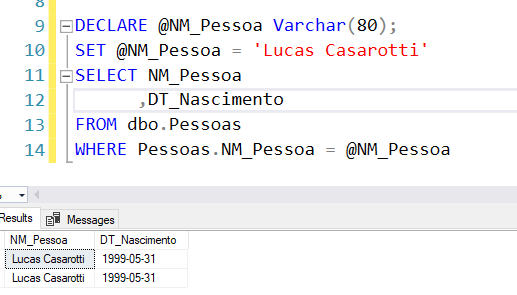 8
9 DECLARE @NM_Pessoa Varchar(80);
10 SET @NM_Pessoa = 'Lucas Casarotti'
11 SELECT NM_Pessoa
12 ,DT_Nascimento
13 FROM dbo.Pessoas
14 WHERE Pessoas.NM_Pessoa = @NM_Pessoa
Results Messages
NM_Pessoa DT_Nascimento
Lucas Casarotti 1999-05-31
Lucas Casarotti 1999-05-31